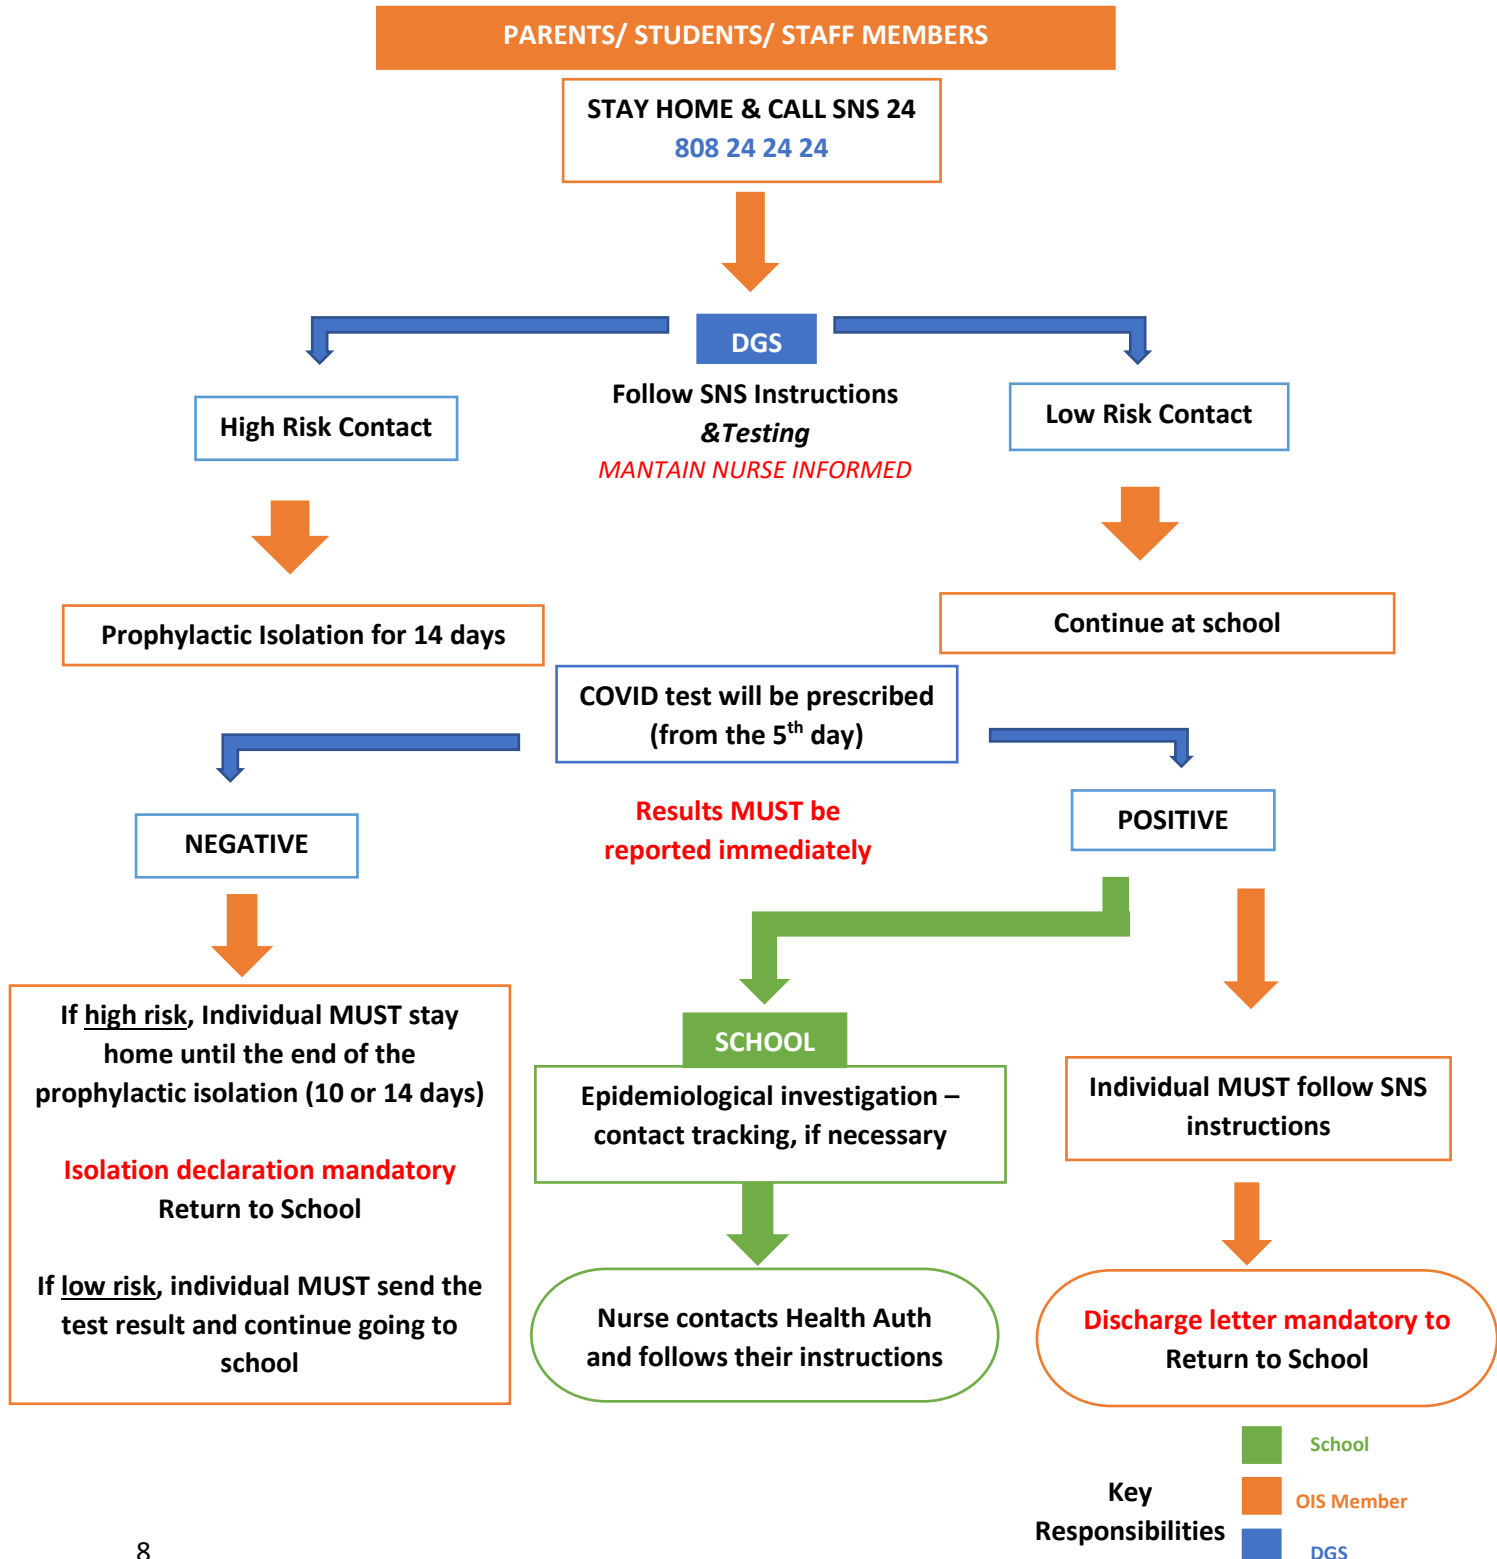 PARENTS/ STUDENTS/ STAFF MEMBERS
STAY HOME & CALL SNS 24
808 24 24 24
DGS
Follow SNS Instructions
&Testing
MANTAIN NURSE INFORMED
High Risk Contact
Low Risk Contact
Prophylactic Isolation for 14 days
Continue at school
COVID test will be prescribed
(from the 5th day)
Results MUST be
reported immediately
NEGATIVE
POSITIVE
If high risk, Individual MUST stay
home until the end of the
prophylactic isolation (10 or 14 days)
Isolation declaration mandatory
Return to School
If low risk, individual MUST send the
test result and continue going to
school
SCHOOL
Epidemiological investigation –
contact tracking, if necessary
Nurse contacts Health Auth
and follows their instructions
Individual MUST follow SNS
instructions
Discharge letter mandatory to
Return to School
Key
Responsibilities
School
OIS Member
DGS
8